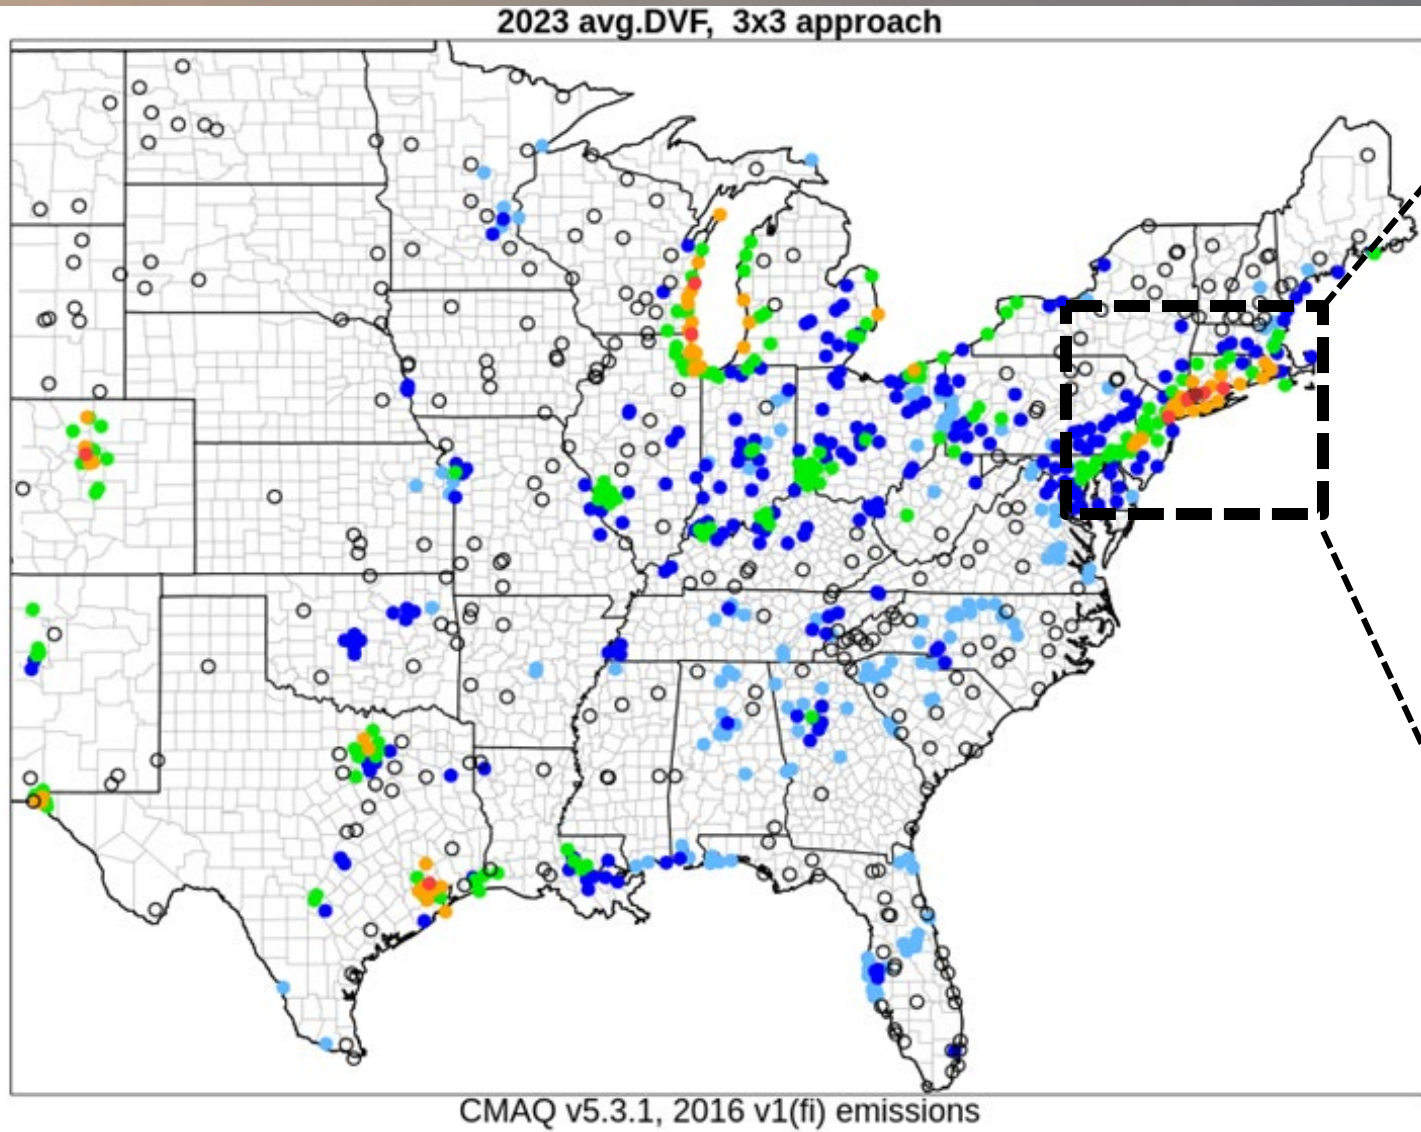 2023 avg.DVF, 3x3 approach
CMAQ v5.3.1, 2016 v1(fi) emissions